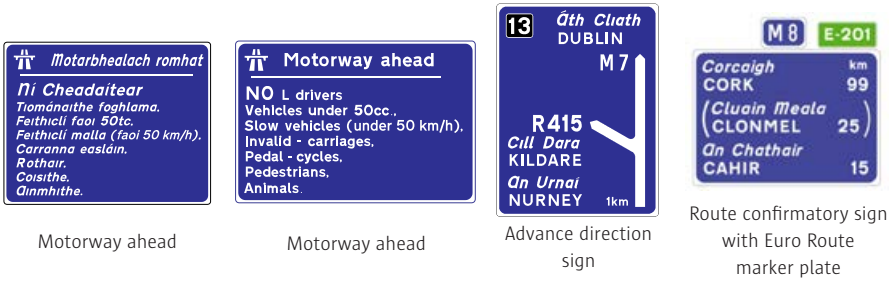 Motarbhealach romhat
Ní Cheadaítear
Tiománaithe foghlama,
Feithiclí faoi 50tc.
Feithiclí malla (faoi 50 km/h),
Carranna easláin,
Rothair,
Coisithe,
Ainmhithe.
Motorway ahead
Motorway ahead
NO L drivers
Vehicles under 50cc.,
Slow vehicles (under 50 km/h),
Invalid - carriages,
Pedal - cycles,
Pedestrians,
Animals.
Motorway ahead
13
Áth Cliath
DUBLIN
M7
R415
Cill Dara
KILDARE
An Urnaí
NURNEY
1km
Advance direction
sign
M8 E-201
km
Corcaigh
CORK 99
(Cluain Meala
CLONMEL 25)
An Chathair
CAHIR 15
Route confirmatory sign
with Euro Route
marker plate